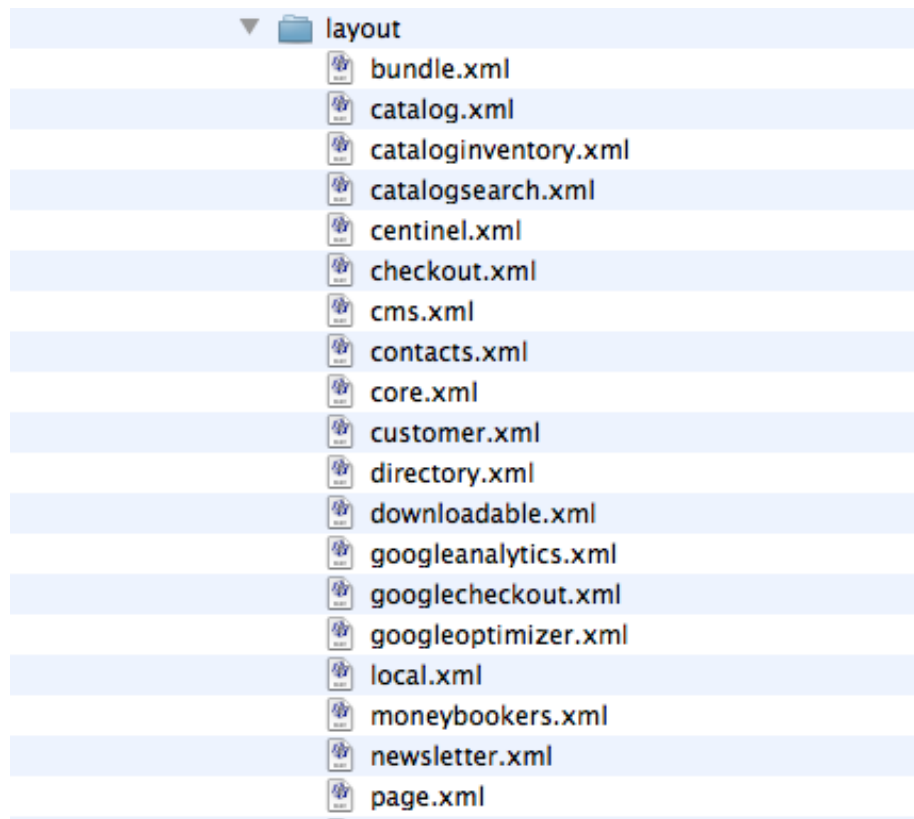 layout
bundle.xml
catalog.xml
cataloginventory.xml
catalogsearch.xml
centinel.xml
checkout.xml
cms.xml
contacts.xml
core.xml
customer.xml
directory.xml
downloadable.xml
googleanalytics.xml
googlecheckout.xml
googleoptimizer.xml
local.xml
moneybookers.xml
newsletter.xml
page.xml